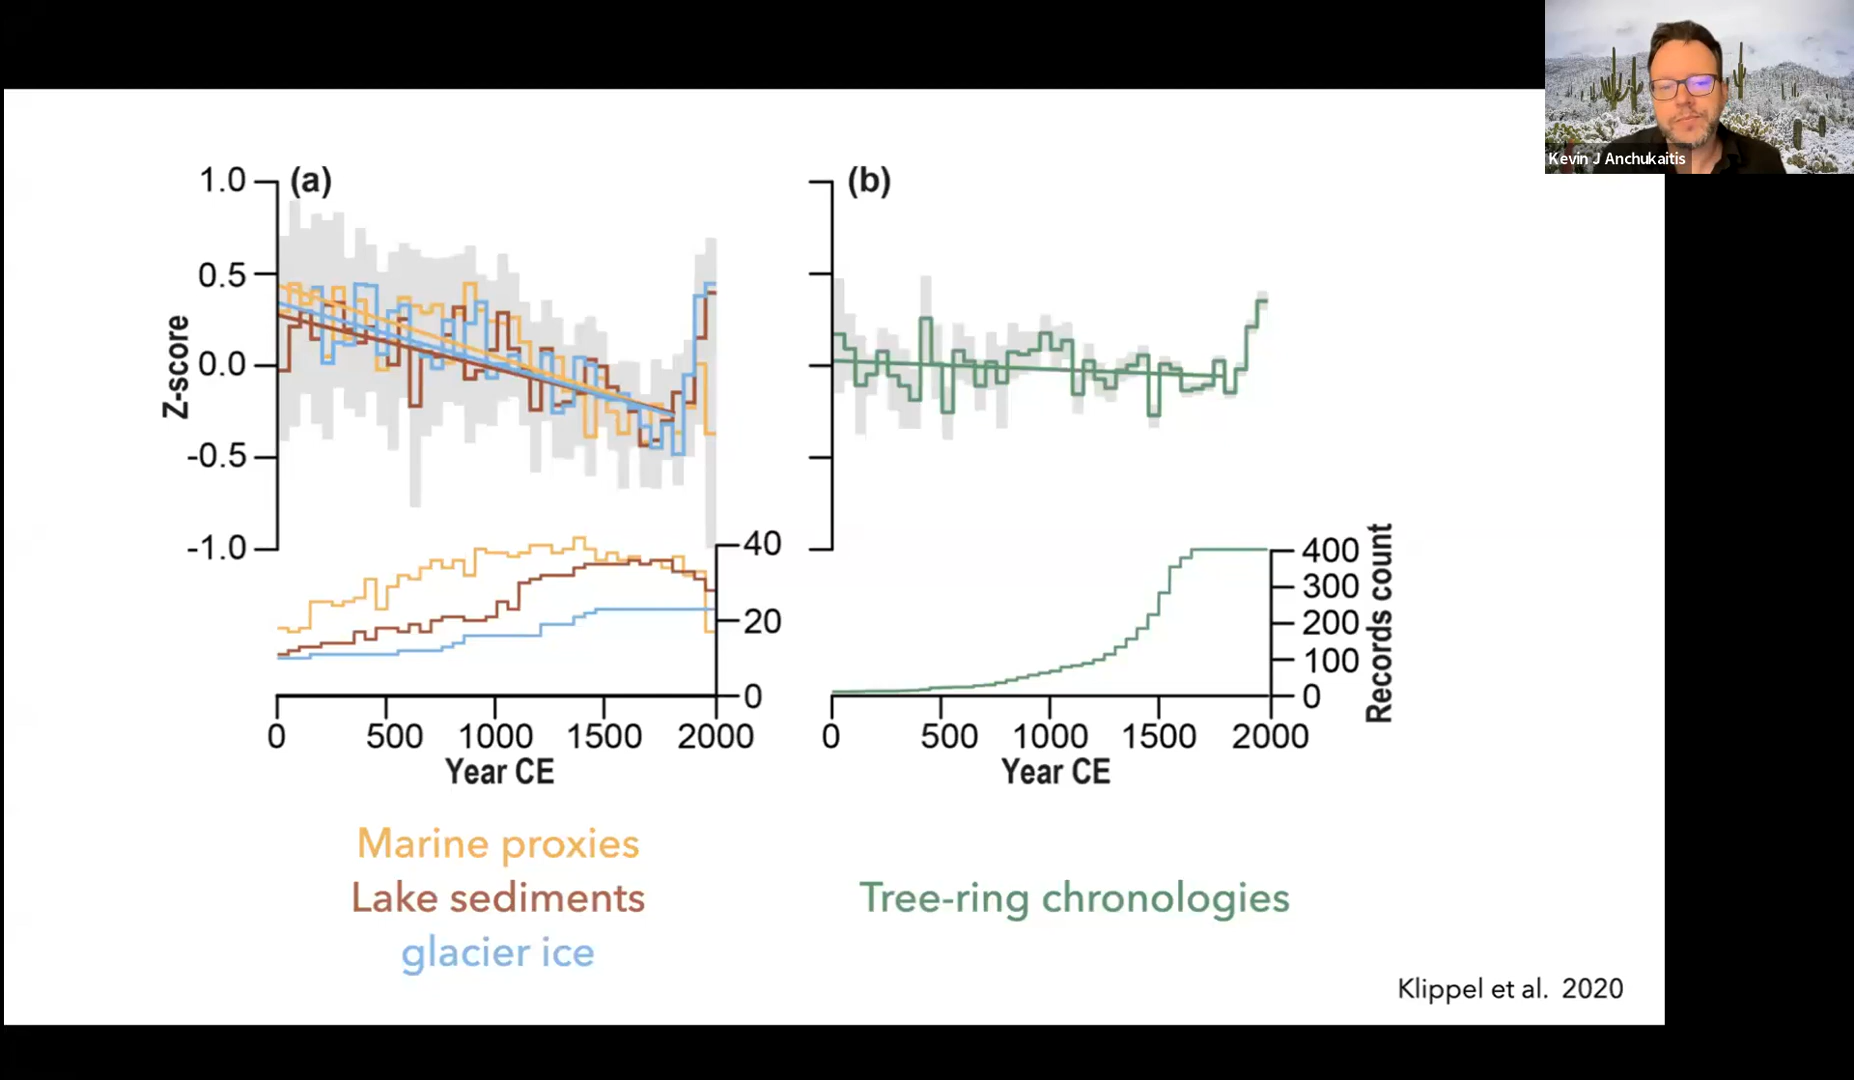 Kevin J Anchukaitis
(a)
1.0
0.5
0.0
-0.5
-1.0
Z-score
40
20
0
0 500 1000 1500 2000
Year CE
(b)
400
300
200
100
0
Records count
0 500 1000 1500 2000
Year CE
Marine proxies
Lake sediments
glacier ice
Tree-ring chronologies
Klippel et al. 2020